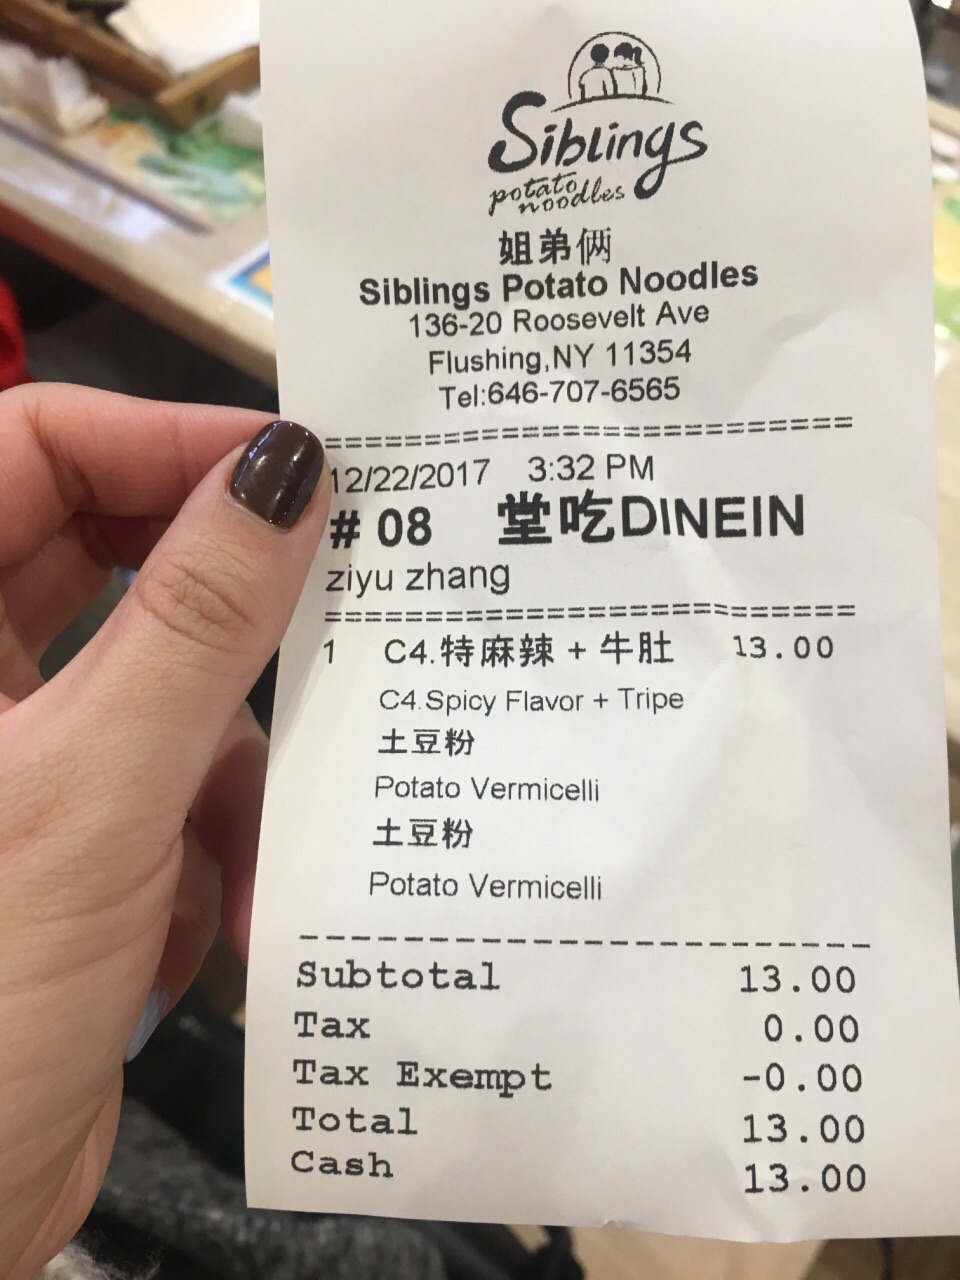 Siblings
potato
noodles
姐弟俩
Siblings Potato Noodles
136-20 Roosevelt Ave
Flushing,NY 11354
Tel:646-707-6565
===========================
12/22/2017 3:32 PM
# 08 堂吃DINEIN
ziyu zhang
===========================
1 C4.特麻辣 + 牛肚 13.00
C4.Spicy Flavor + Tripe
土豆粉
Potato Vermicelli
土豆粉
Potato Vermicelli
----------------------
Subtotal 13.00
Tax 0.00
Tax Exempt -0.00
Total 13.00
Cash 13.00